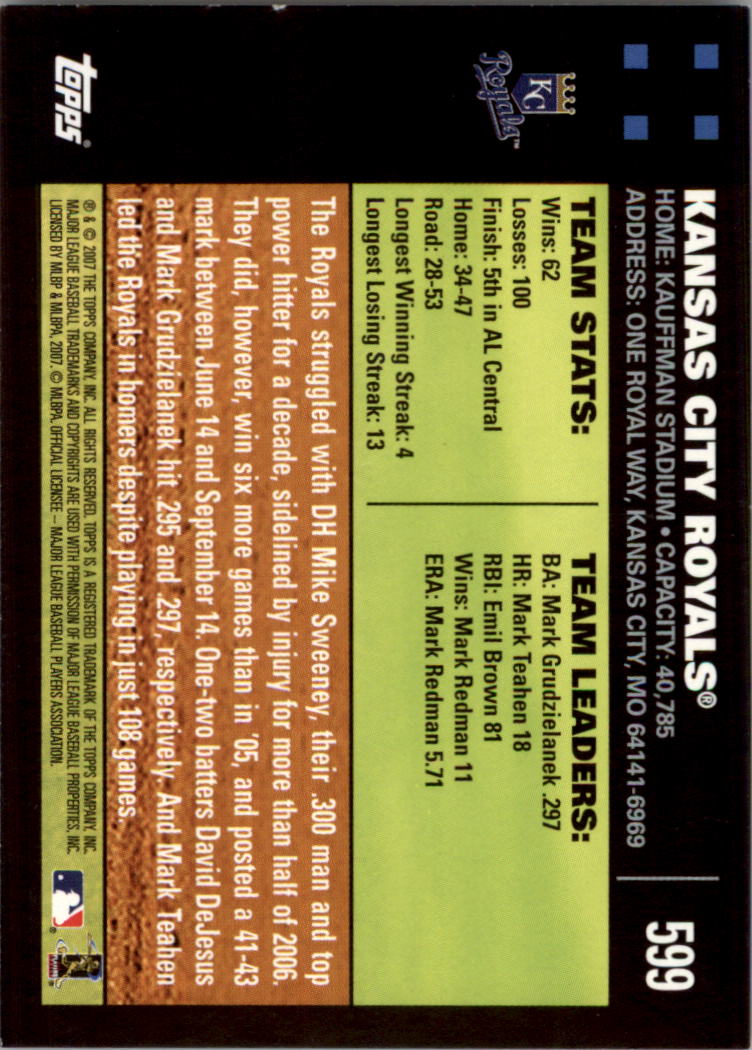 KANSAS CITY ROYALS®
HOME: KAUFFMAN STADIUM • CAPACITY: 40,785
ADDRESS: ONE ROYAL WAY, KANSAS CITY, MO 64141-6969
599
KC
Royals™
TEAM STATS:
Wins: 62
Losses: 100
Finish: 5th in AL Central
Home: 34-47
Road: 28-53
Longest Winning Streak: 4
Longest Losing Streak: 13
TEAM LEADERS:
BA: Mark Grudzielanek .297
HR: Mark Teahen 18
RBI: Emil Brown 81
Wins: Mark Redman 11
ERA: Mark Redman 5.71
The Royals struggled with DH Mike Sweeney, their .300 man and top
power hitter for a decade, sidelined by injury for more than half of 2006.
They did, however, win six more games than in '05, and posted a 41-43
mark between June 14 and September 14. One-two batters David DeJesus
and Mark Grudzielanek hit .295 and .297, respectively. And Mark Teahen
led the Royals in homers despite playing in just 108 games.
topps®
® & © 2007 THE TOPPS COMPANY, INC. ALL RIGHTS RESERVED. TOPPS IS A REGISTERED TRADEMARK OF THE TOPPS COMPANY, INC.
MAJOR LEAGUE BASEBALL TRADEMARKS AND COPYRIGHTS ARE USED WITH PERMISSION OF MAJOR LEAGUE BASEBALL PROPERTIES, INC.
LICENSED BY MLBP & MLBPA, 2007. © MLBPA, OFFICIAL LICENSEE – MAJOR LEAGUE BASEBALL PLAYERS ASSOCIATION.